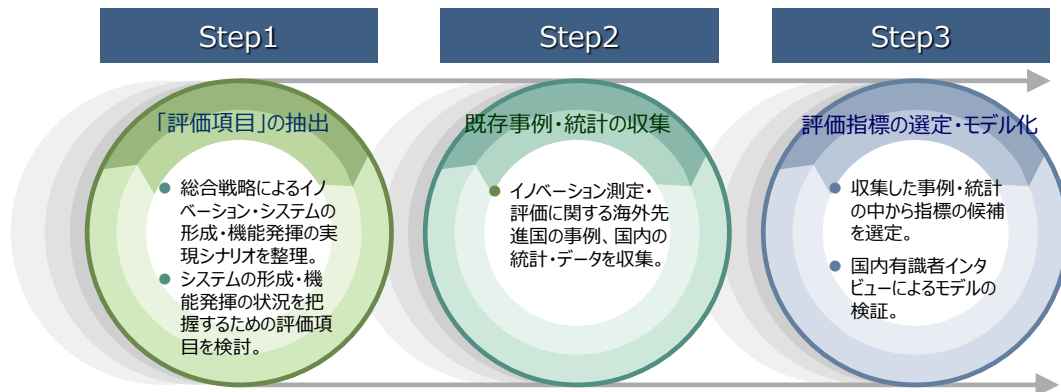 Step1
「評価項目」の抽出
● 総合戦略によるイノ
ベーション・システムの
形成・機能発揮の実
現シナリオを整理。
● システムの形成・機
能発揮の状況を把
握するための評価項
目を検討。
Step2
既存事例・統計の収集
● イノベーション測定・
評価に関する海外先
進国の事例、国内の
統計・データを収集。
Step3
評価指標の選定・モデル化
● 収集した事例・統計
の中から指標の候補
を選定。
● 国内有識者インタ
ビューによるモデルの
検証。